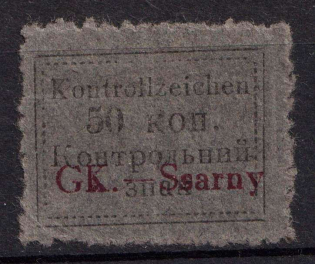 Kontrollzeichen
50 коп.
Контрольний
GK. - Ssarny
знак